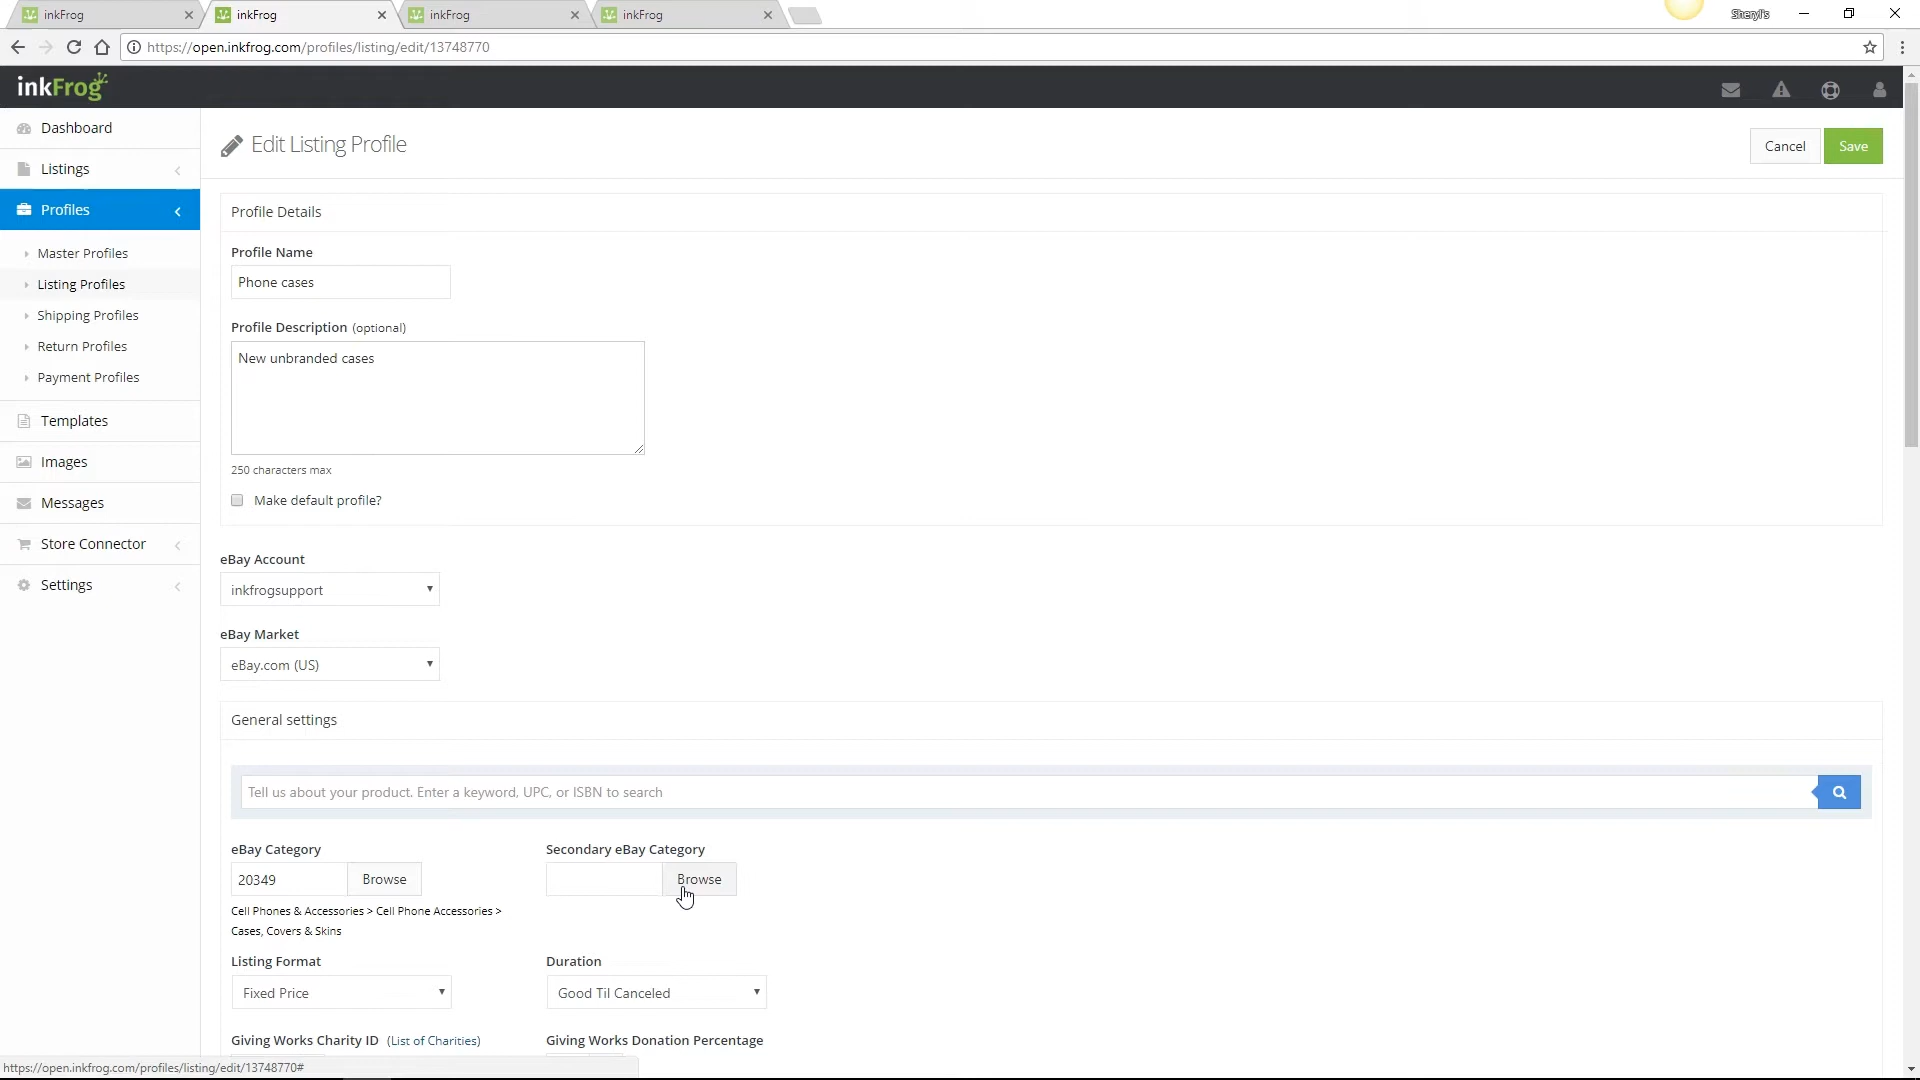 inkFrog
inkFrog
inkFrog
inkFrog
Sheryl's
https://open.inkfrog.com/profiles/listing/edit/13748770
inkFrog
Dashboard
Listings
Profiles
Master Profiles
Listing Profiles
Shipping Profiles
Return Profiles
Payment Profiles
Templates
Images
Messages
Store Connector
Settings
Edit Listing Profile
Cancel
Save
Profile Details
Profile Name
Phone cases
Profile Description (optional)
New unbranded cases
250 characters max
Make default profile?
eBay Account
inkfrogsupport
eBay Market
eBay.com (US)
General settings
Tell us about your product. Enter a keyword, UPC, or ISBN to search
eBay Category
Secondary eBay Category
20349
Browse
Browse
Cell Phones & Accessories > Cell Phone Accessories >
Cases, Covers & Skins
Listing Format
Duration
Fixed Price
Good Til Canceled
Giving Works Charity ID (List of Charities)
Giving Works Donation Percentage
https://open.inkfrog.com/profiles/listing/edit/13748770#